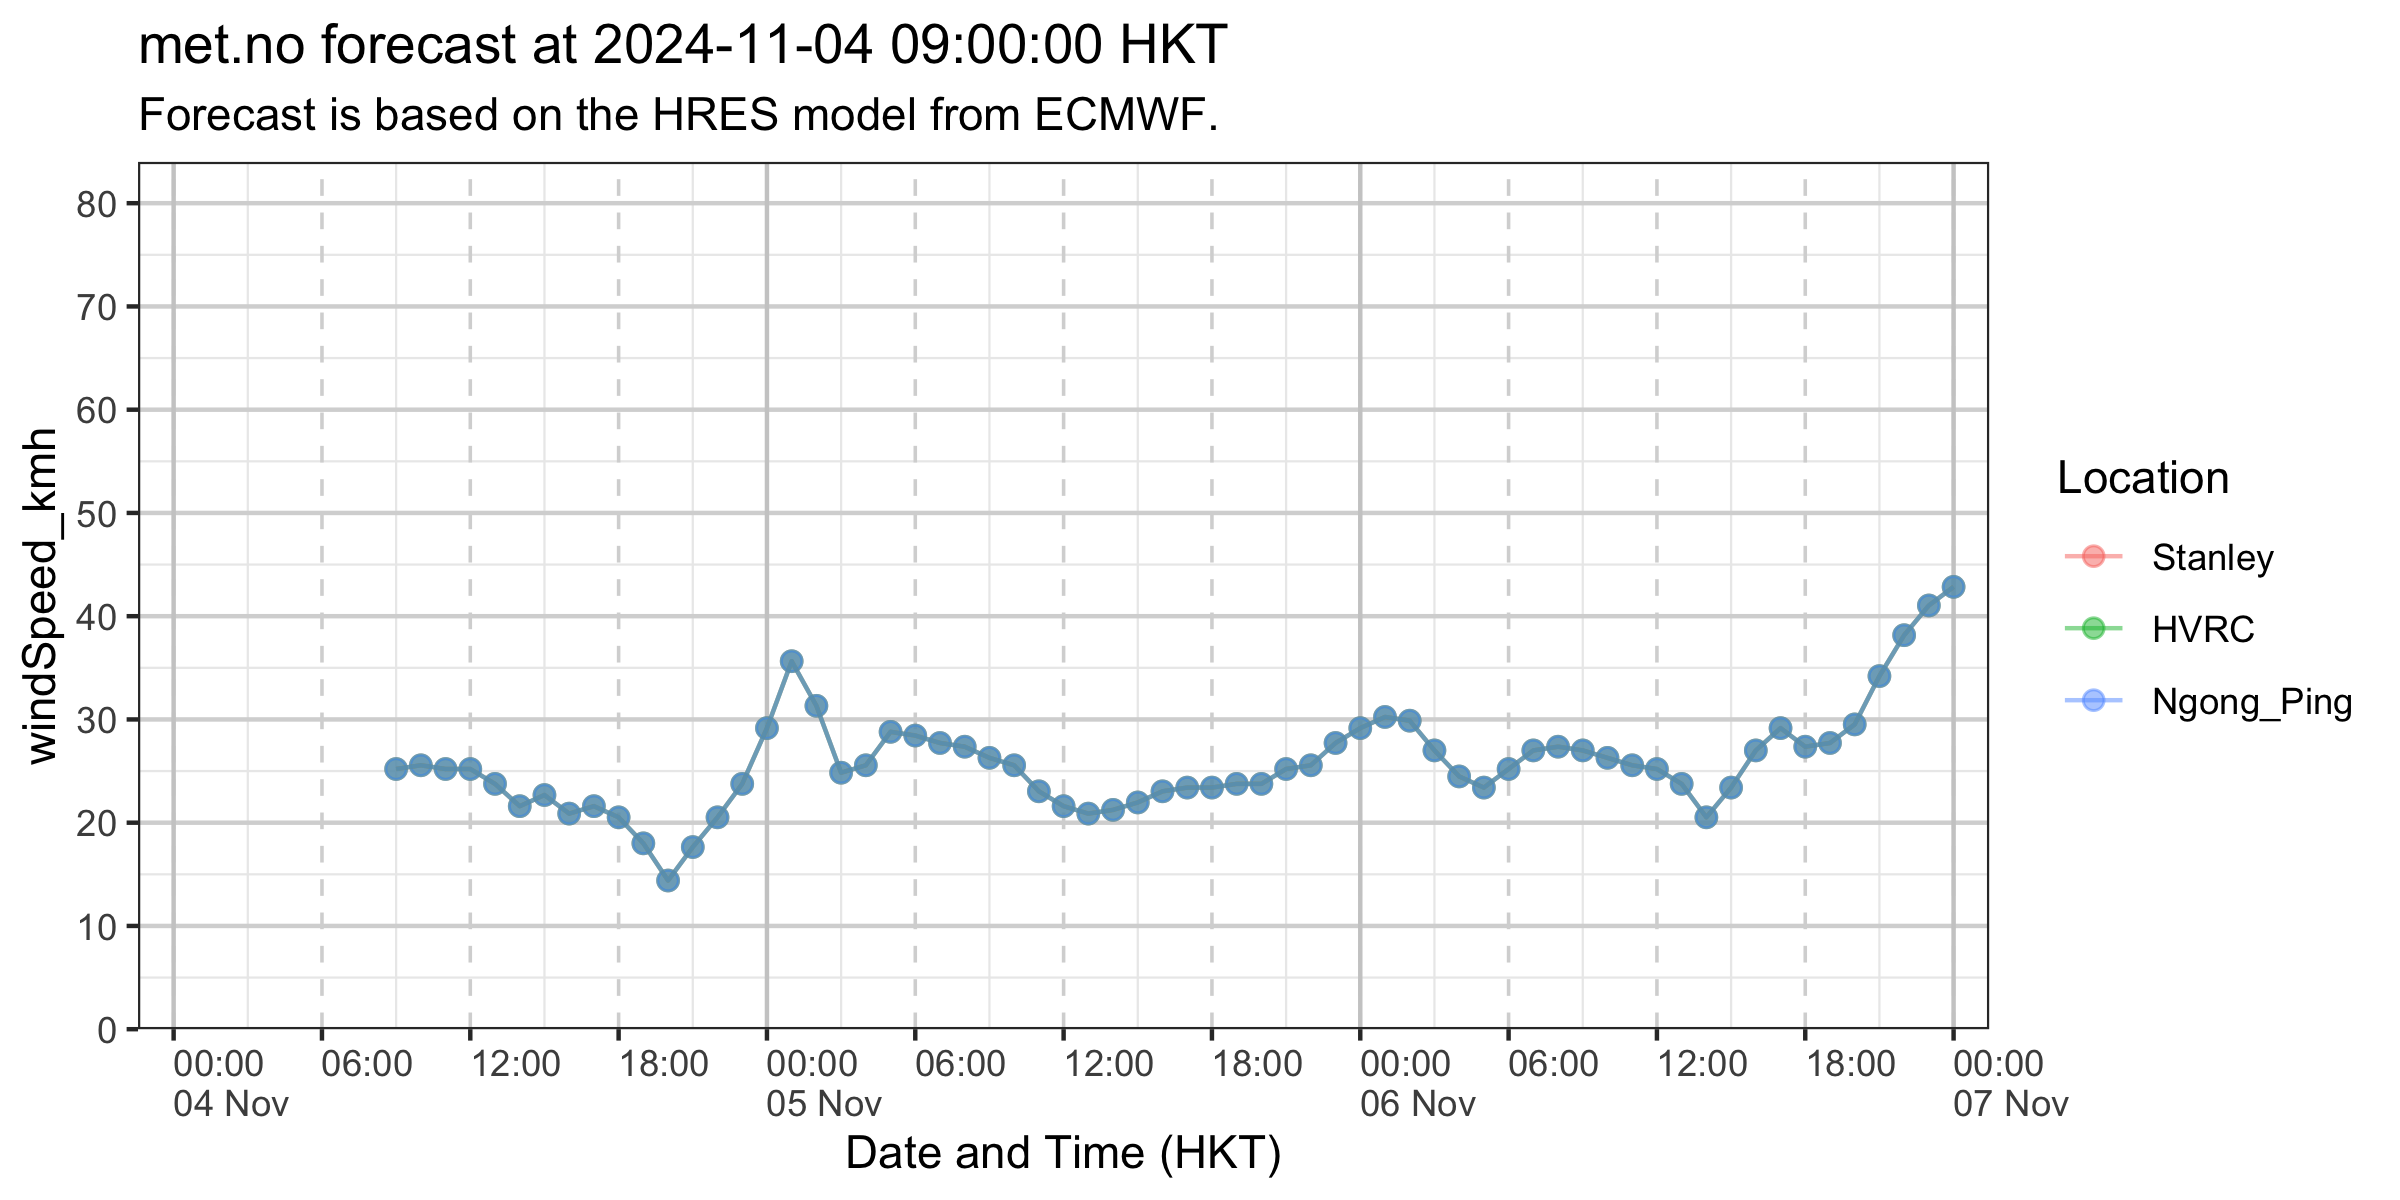 met.no forecast at 2024-11-04 09:00:00 HKT
Forecast is based on the HRES model from ECMWF.
windSpeed_kmh
80
70
60
50
40
30
20
10
0
00:00 06:00 12:00 18:00 00:00 06:00 12:00 18:00 00:00 06:00 12:00 18:00 00:00
04 Nov 05 Nov 06 Nov 07 Nov
Date and Time (HKT)
Location
Stanley
HVRC
Ngong_Ping